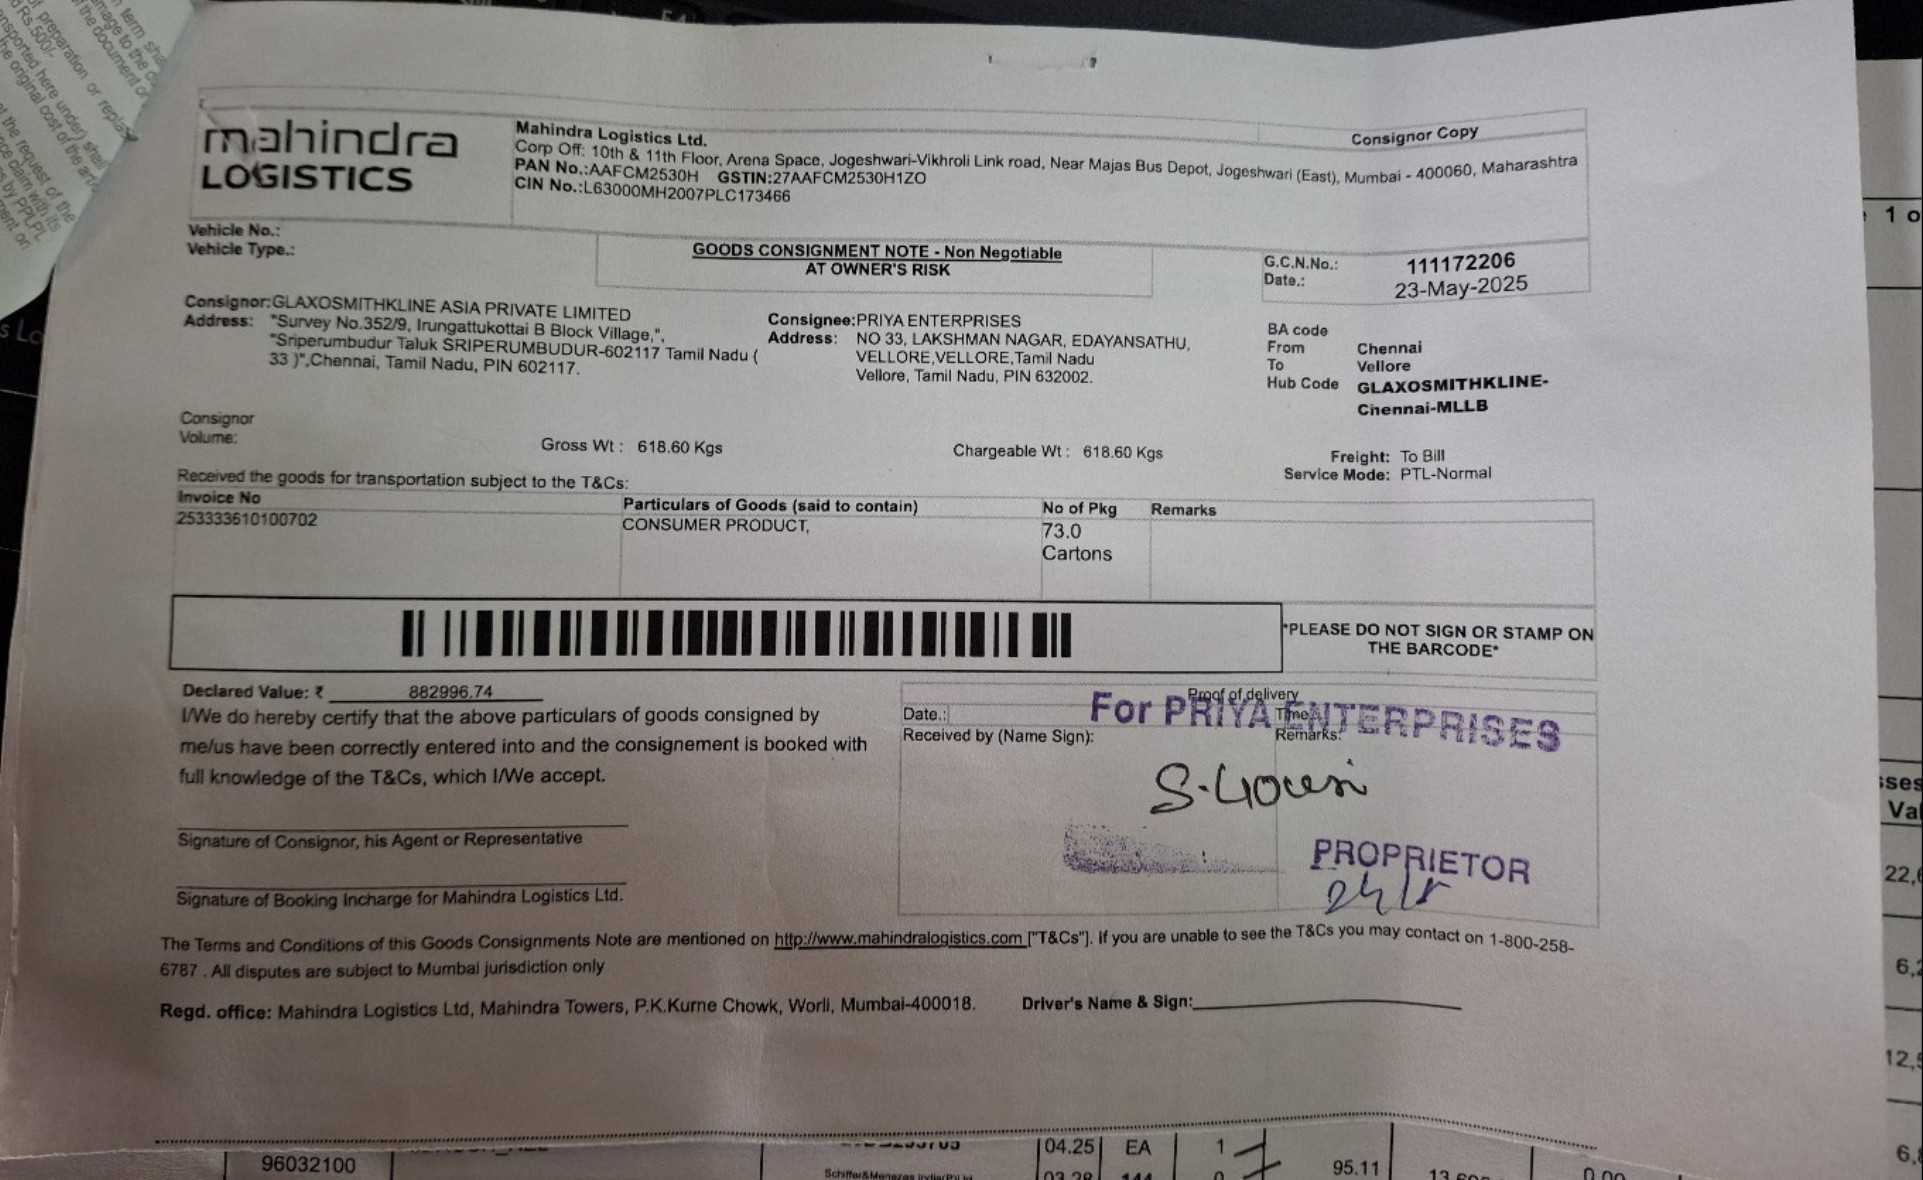 mahindra
LOGISTICS
Mahindra Logistics Ltd.
Consignor Copy
Corp Off: 10th & 11th Floor, Arena Space, Jogeshwari-Vikhroli Link road, Near Majas Bus Depot, Jogeshwari (East), Mumbai - 400060, Maharashtra
PAN No.:AAFCM2530H GSTIN:27AAFCM2530H1ZO
CIN No.:L63000MH2007PLC173466
Vehicle No.:
Vehicle Type.:
GOODS CONSIGNMENT NOTE - Non Negotiable
AT OWNER'S RISK
G.C.N.No.: 111172206
Date.: 23-May-2025
Consignor:GLAXOSMITHKLINE ASIA PRIVATE LIMITED
Address: "Survey No.352/9, Irungattukottai B Block Village,",
"Sriperumbudur Taluk SRIPERUMBUDUR-602117 Tamil Nadu (
33 )",Chennai, Tamil Nadu, PIN 602117.
Consignee:PRIYA ENTERPRISES
Address: NO 33, LAKSHMAN NAGAR, EDAYANSATHU,
VELLORE,VELLORE,Tamil Nadu
Vellore, Tamil Nadu, PIN 632002.
BA code
From Chennai
To Vellore
Hub Code GLAXOSMITHKLINE-
Chennai-MLLB
Consignor
Volume:
Gross Wt : 618.60 Kgs
Chargeable Wt : 618.60 Kgs
Freight: To Bill
Service Mode: PTL-Normal
Received the goods for transportation subject to the T&Cs:
Invoice No Particulars of Goods (said to contain) No of Pkg Remarks
253333610100702 CONSUMER PRODUCT, 73.0
Cartons
*PLEASE DO NOT SIGN OR STAMP ON
THE BARCODE*
Declared Value: ₹ 882996.74
I/We do hereby certify that the above particulars of goods consigned by
me/us have been correctly entered into and the consignement is booked with
full knowledge of the T&Cs, which I/We accept.
Signature of Consignor, his Agent or Representative
Signature of Booking Incharge for Mahindra Logistics Ltd.
Proof of delivery
Date.: Time.
Received by (Name Sign): Remarks:
For PRIYA ENTERPRISES
PROPRIETOR
The Terms and Conditions of this Goods Consignments Note are mentioned on http://www.mahindralogistics.com ["T&Cs"]. If you are unable to see the T&Cs you may contact on 1-800-258-
6787 . All disputes are subject to Mumbai jurisdiction only
Regd. office: Mahindra Logistics Ltd, Mahindra Towers, P.K.Kurne Chowk, Worli, Mumbai-400018. Driver's Name & Sign:
96032100
04.25 EA 1
95.11